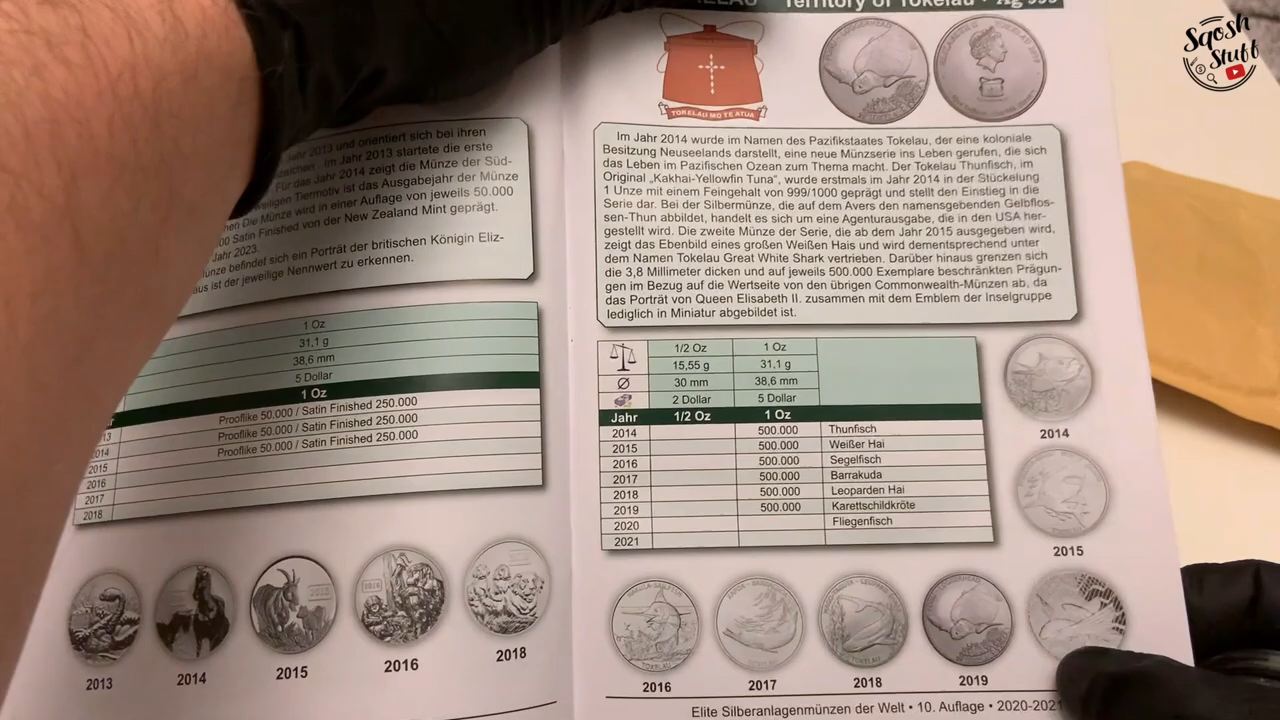 Territory of Tokelau • Ag 999
Sqosh
Stuff
TOKELAU MO TE ATUA
Jahr 2013 und orientiert sich bei ihren
zeichen. Im Jahr 2013 startete die erste
Für das Jahr 2014 zeigt die Münze der Süd-
weiligen Tiermotiv ist das Ausgabejahr der Münze
Die Münze wird in einer Auflage von jeweils 50.000
00 Satin Finished von der New Zealand Mint geprägt.
Jahr 2023.
ünze befindet sich ein Porträt der britischen Königin Eliz-
aus ist der jeweilige Nennwert zu erkennen.
1 Oz
31,1 g
38,6 mm
5 Dollar
1 Oz
Prooflike 50.000 / Satin Finished 250.000
Prooflike 50.000 / Satin Finished 250.000
Prooflike 50.000 / Satin Finished 250.000
13
014
2015
2016
2017
2018
2013 2014 2015 2016 2018
Im Jahr 2014 wurde im Namen des Pazifikstaates Tokelau, der eine koloniale
Besitzung Neuseelands darstellt, eine neue Münzserie ins Leben gerufen, die sich
das Leben im Pazifischen Ozean zum Thema macht. Der Tokelau Thunfisch, im
Original „Kakhai-Yellowfin Tuna“, wurde erstmals im Jahr 2014 in der Stückelung
1 Unze mit einem Feingehalt von 999/1000 geprägt und stellt den Einstieg in die
Serie dar. Bei der Silbermünze, die auf dem Avers den namensgebenden Gelbflos-
sen-Thun abbildet, handelt es sich um eine Agenturausgabe, die in den USA her-
gestellt wird. Die zweite Münze der Serie, die ab dem Jahr 2015 ausgegeben wird,
zeigt das Ebenbild eines großen Weißen Hais und wird dementsprechend unter
dem Namen Tokelau Great White Shark vertrieben. Darüber hinaus grenzen sich
die 3,8 Millimeter dicken und auf jeweils 500.000 Exemplare beschränkten Prägun-
gen im Bezug auf die Wertseite von den übrigen Commonwealth-Münzen ab, da
das Porträt von Queen Elisabeth II. zusammen mit dem Emblem der Inselgruppe
lediglich in Miniatur abgebildet ist.
1/2 Oz 1 Oz
15,55 g 31.1 g
30 mm 38,6 mm
2 Dollar 5 Dollar
Jahr 1/2 Oz 1 Oz
2014 500.000 Thunfisch
2015 500.000 Weißer Hai
2016 500.000 Segelfisch
2017 500.000 Barrakuda
2018 500.000 Leoparden Hai
2019 500.000 Karettschildkröte
2020 Fliegenfisch
2021
2014
2015
2016 2017 2018 2019
Elite Silberanlagenmünzen der Welt • 10. Auflage • 2020-2021